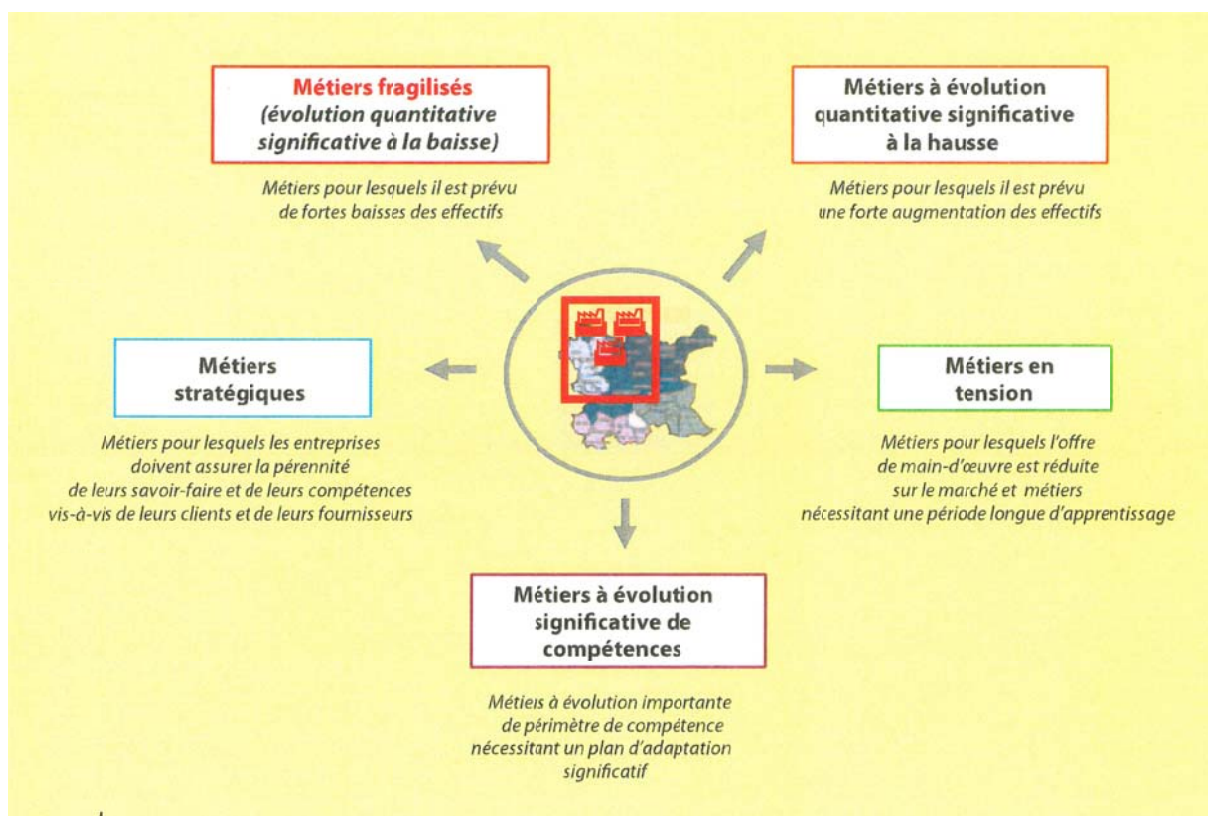 Métiers fragilisés
(évolution quantitative
significative à la baisse)
Métiers pour lesquels il est prévu
de fortes baisses des effectifs
Métiers à évolution
quantitative significative
à la hausse
Métiers pour lesquels il est prévu
une forte augmentation des effectifs
Métiers
stratégiques
Métiers pour lesquels les entreprises
doivent assurer la pérennité
de leurs savoir-faire et de leurs compétences
vis-à-vis de leurs clients et de leurs fournisseurs
Métiers en
tension
Métiers pour lesquels l'offre
de main-d'œuvre est réduite
sur le marché et métiers
nécessitant une période longue d'apprentissage
Métiers à évolution
significative de
compétences
Métiers à évolution importante
de périmètre de compétence
nécessitant un plan d'adaptation
significatif